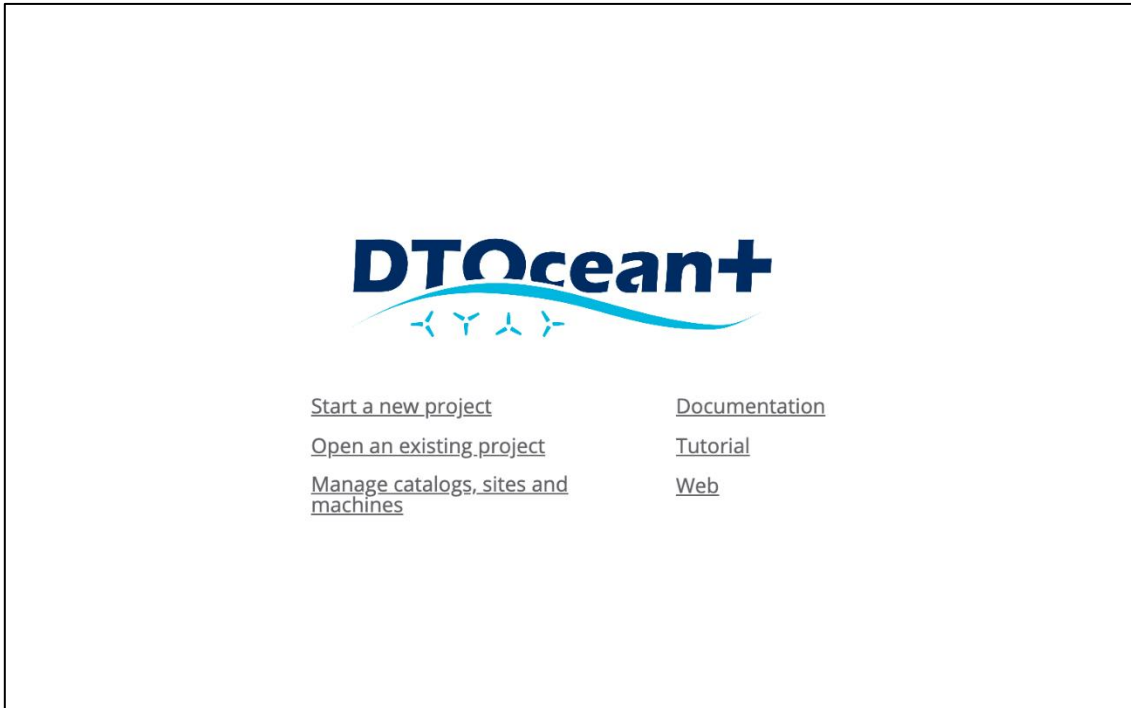 DTOcean+
Start a new project
Open an existing project
Manage catalogs, sites and
machines
Documentation
Tutorial
Web